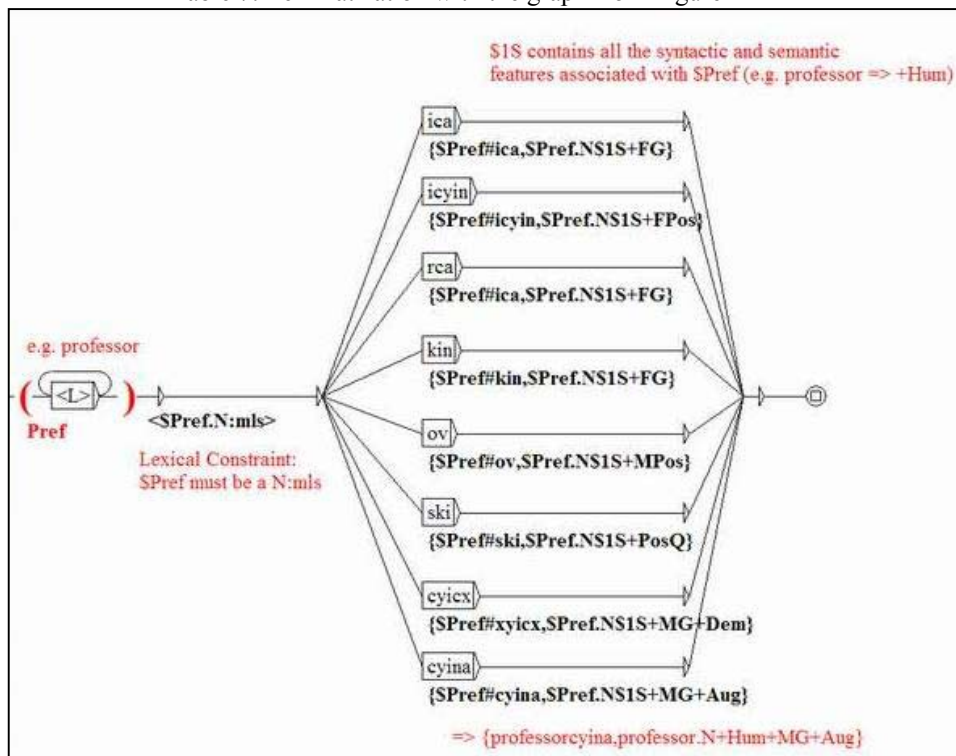 $1S contains all the syntactic and semantic
features associated with $Pref (e.g. professor => +Hum)
ica
{$Pref#ica,$Pref.N$1S+FG}
icyin
{$Pref#icyin,$Pref.N$1S+FPos}
rca
{$Pref#ica,$Pref.N$1S+FG}
e.g. professor
kin
{$Pref#kin,$Pref.N$1S+FG}
( <L> )
Pref
<$Pref.N:mls>
ov
{$Pref#ov,$Pref.N$1S+MPos}
Lexical Constraint:
$Pref must be a N:mls
ski
{$Pref#ski,$Pref.N$1S+PosQ}
cyicx
{$Pref#xyicx,$Pref.N$1S+MG+Dem}
cyina
{$Pref#cyina,$Pref.N$1S+MG+Aug}
=> {professorcyina,professor.N+Hum+MG+Aug}